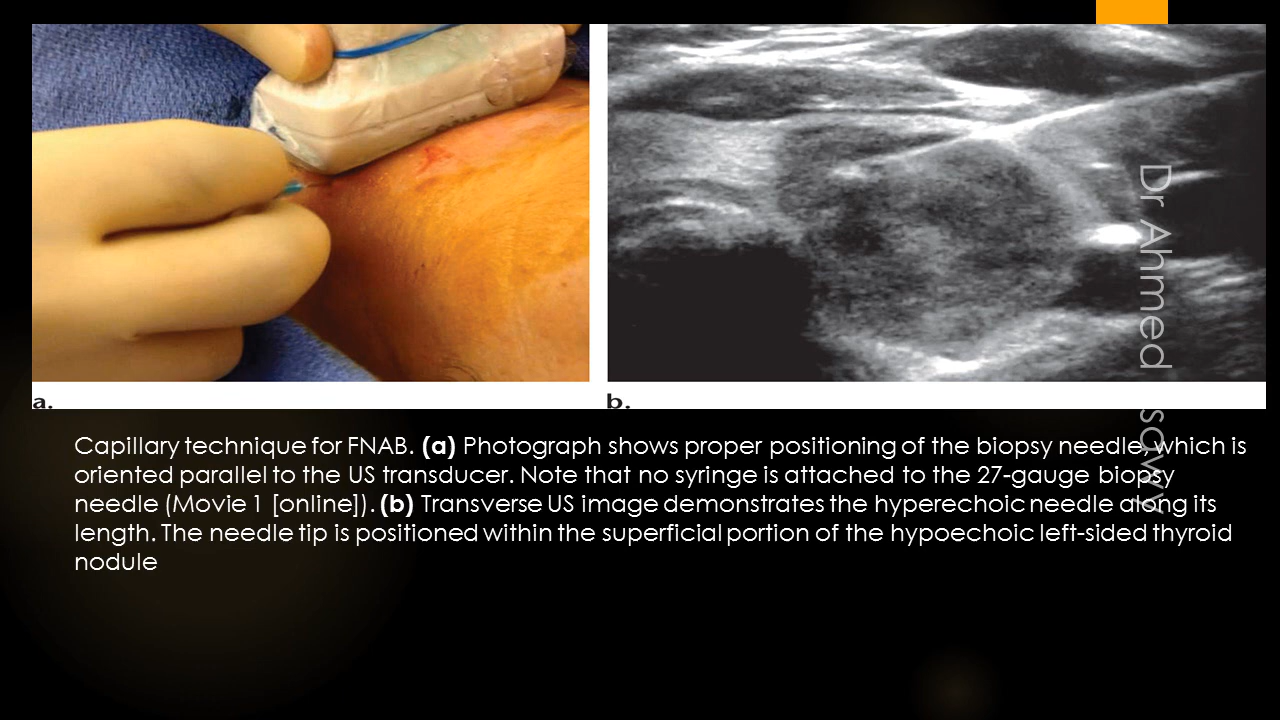 a.
b.
Capillary technique for FNAB. (a) Photograph shows proper positioning of the biopsy needle, which is
oriented parallel to the US transducer. Note that no syringe is attached to the 27-gauge biopsy
needle (Movie 1 [online]). (b) Transverse US image demonstrates the hyperechoic needle along its
length. The needle tip is positioned within the superficial portion of the hypoechoic left-sided thyroid
nodule
Dr Ahmed